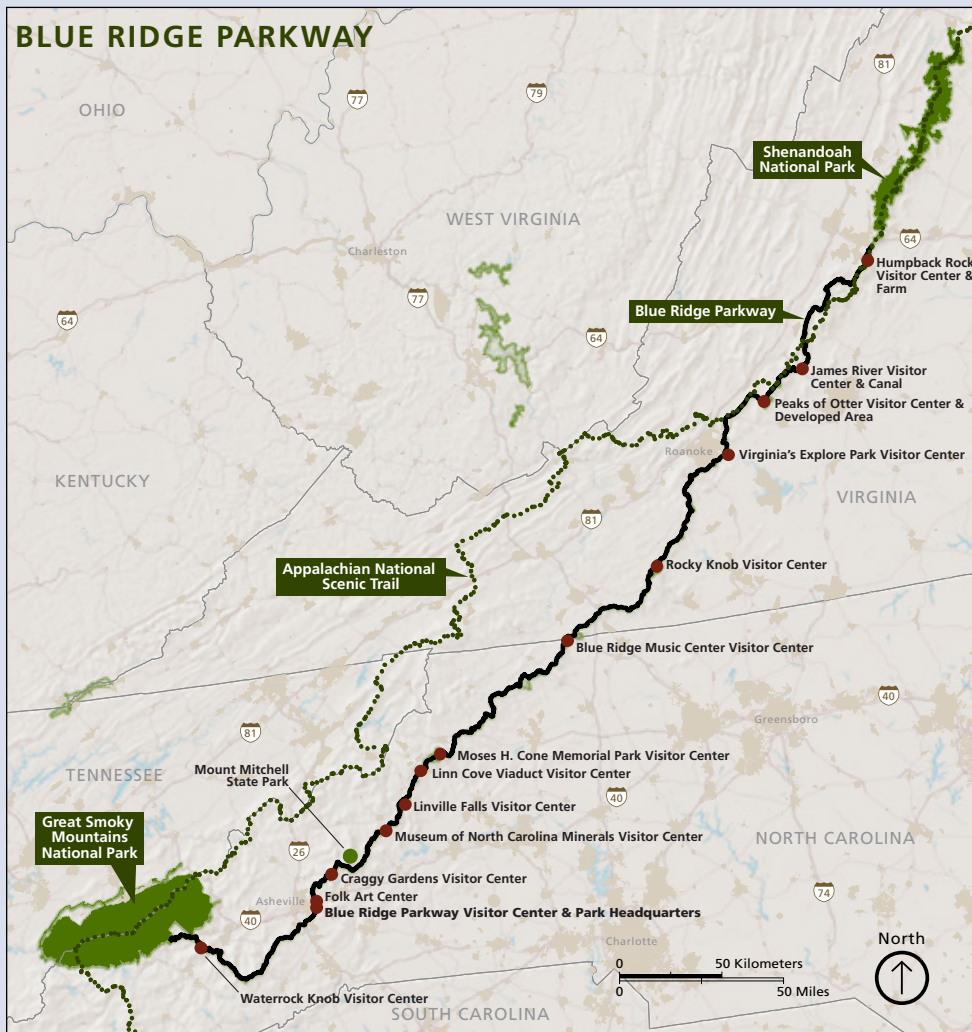 BLUE RIDGE PARKWAY
OHIO
77
79
81
Shenandoah
National Park
WEST VIRGINIA
Charleston
64
Humpback Rock
Visitor Center &
Farm
77
Blue Ridge Parkway
64
64
James River Visitor
Center & Canal
Peaks of Otter Visitor Center &
Developed Area
Roanoke
Virginia's Explore Park Visitor Center
KENTUCKY
VIRGINIA
81
Appalachian National
Scenic Trail
Rocky Knob Visitor Center
Blue Ridge Music Center Visitor Center
40
Greensboro
81
Moses H. Cone Memorial Park Visitor Center
TENNESSEE
Mount Mitchell
State Park
Linn Cove Viaduct Visitor Center
40
Linville Falls Visitor Center
Great Smoky
Mountains
National Park
Museum of North Carolina Minerals Visitor Center
NORTH CAROLINA
26
Craggy Gardens Visitor Center
74
Asheville
Folk Art Center
Blue Ridge Parkway Visitor Center & Park Headquarters
40
Charlotte
North
0 50 Kilometers
0 50 Miles
Waterrock Knob Visitor Center
SOUTH CAROLINA